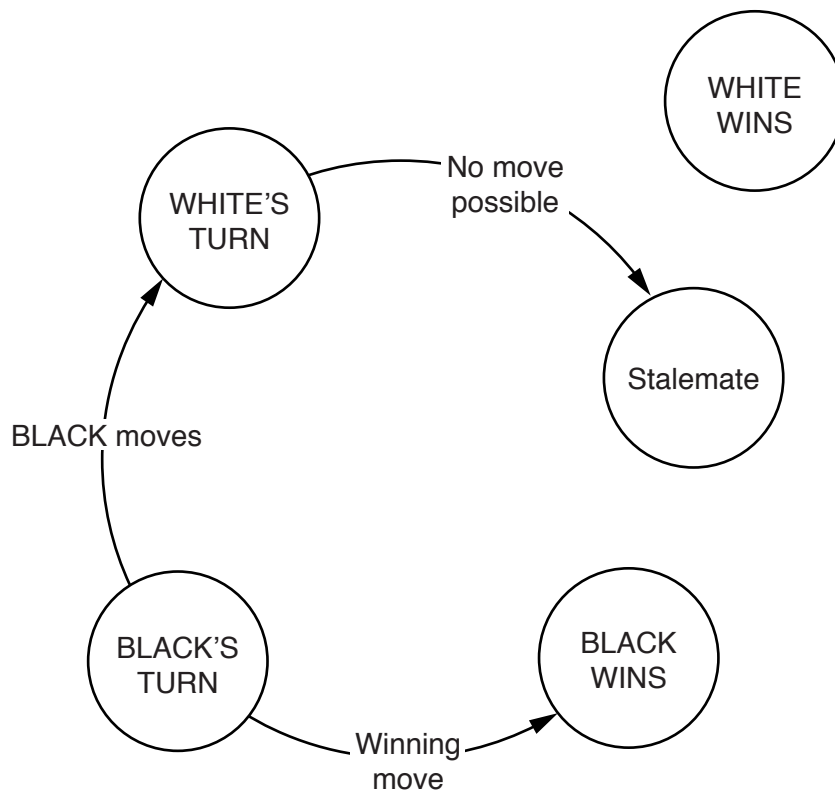 WHITE
WINS
WHITE’S
TURN
No move
possible
Stalemate
BLACK moves
BLACK’S
TURN
BLACK
WINS
Winning
move